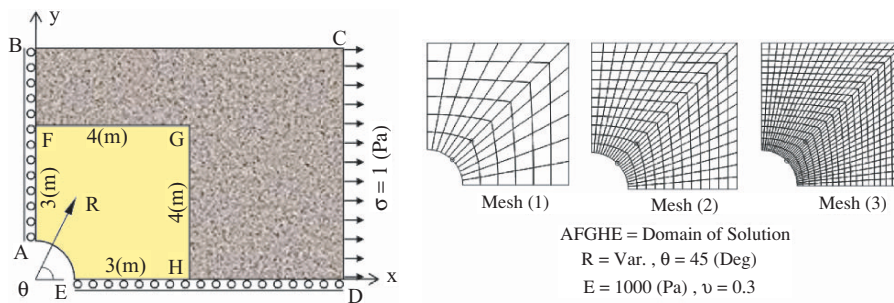 y
B
C
F
4(m)
G
3(m)
R
4(m)
σ = 1 (Pa)
A
3(m)
H
x
θ
E
D
Mesh (1)
Mesh (2)
Mesh (3)
AFGHE = Domain of Solution
R = Var. , θ = 45 (Deg)
E = 1000 (Pa) , υ = 0.3